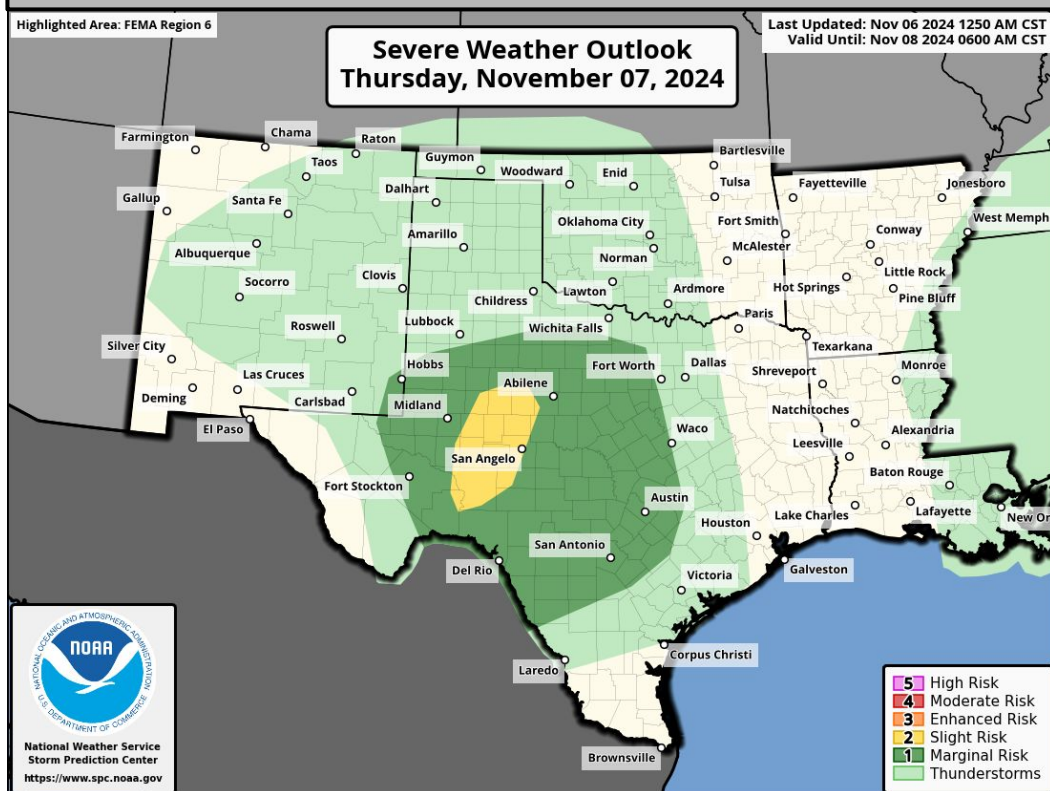 Highlighted Area: FEMA Region 6
Last Updated: Nov 06 2024 1250 AM CST
Valid Until: Nov 08 2024 0600 AM CST
Severe Weather Outlook
Thursday, November 07, 2024
Farmington
Chama
Raton
Taos
Guymon
Woodward
Enid
Bartlesville
Tulsa
Fayetteville
Jonesboro
Gallup
Santa Fe
Dalhart
Oklahoma City
Fort Smith
West Memph
Albuquerque
Amarillo
Norman
McAlester
Conway
Socorro
Clovis
Childress
Lawton
Ardmore
Hot Springs
Little Rock
Pine Bluff
Roswell
Lubbock
Wichita Falls
Paris
Texarkana
Silver City
Las Cruces
Hobbs
Abilene
Fort Worth
Dallas
Shreveport
Monroe
Deming
Carlsbad
Midland
Natchitoches
El Paso
Waco
Leesville
Alexandria
San Angelo
Baton Rouge
Fort Stockton
Austin
Houston
Lake Charles
Lafayette
New Or
San Antonio
Del Rio
Victoria
Galveston
Laredo
Corpus Christi
Brownsville
NATIONAL OCEANIC AND ATMOSPHERIC ADMINISTRATION
NOAA
U.S. DEPARTMENT OF COMMERCE
National Weather Service
Storm Prediction Center
https://www.spc.noaa.gov
5 High Risk
4 Moderate Risk
3 Enhanced Risk
2 Slight Risk
1 Marginal Risk
Thunderstorms